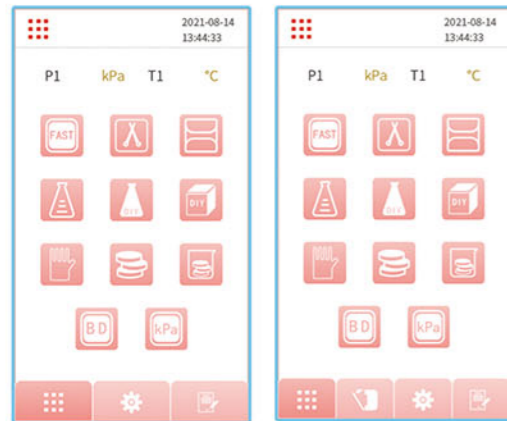 2021-08-14
13:44:33
P1 kPa T1 °C
FAST
DIY
DIY
BD
kPa
2021-08-14
13:44:33
P1 kPa T1 °C
FAST
DIY
DIY
BD
kPa